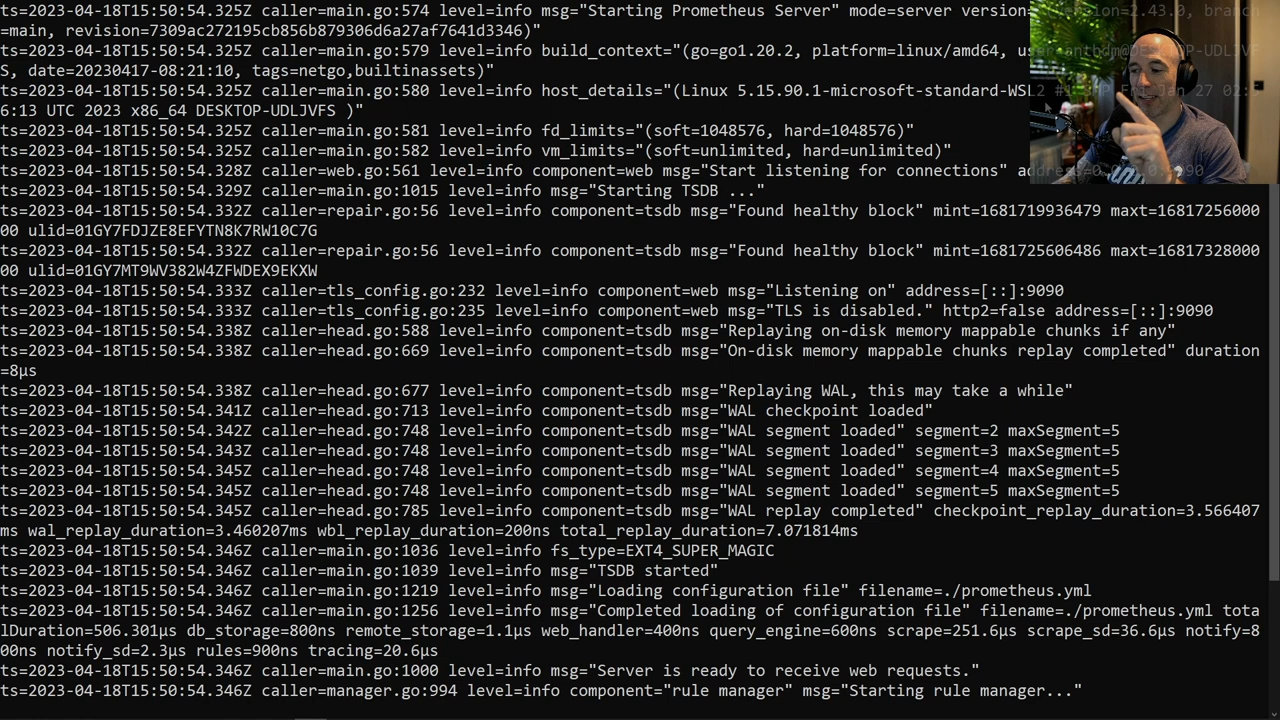 ts=2023-04-18T15:50:54.325Z caller=main.go:574 level=info msg="Starting Prometheus Server" mode=server version= version=2.43.0, branch
=main, revision=7309ac272195cb856b879306d6a27af7641d3346)"
ts=2023-04-18T15:50:54.325Z caller=main.go:579 level=info build_context="(go=go1.20.2, platform=linux/amd64, user=anthdm@DESKTOP-UDLJVF
S, date=20230417-08:21:10, tags=netgo,builtinassets)"
ts=2023-04-18T15:50:54.325Z caller=main.go:580 level=info host_details="(Linux 5.15.90.1-microsoft-standard-WSL2 #1 SMP Fri Jan 27 02:5
6:13 UTC 2023 x86_64 DESKTOP-UDLJVFS )"
ts=2023-04-18T15:50:54.325Z caller=main.go:581 level=info fd_limits="(soft=1048576, hard=1048576)"
ts=2023-04-18T15:50:54.325Z caller=main.go:582 level=info vm_limits="(soft=unlimited, hard=unlimited)"
ts=2023-04-18T15:50:54.328Z caller=web.go:561 level=info component=web msg="Start listening for connections"
ts=2023-04-18T15:50:54.329Z caller=main.go:1015 level=info msg="Starting TSDB ..."
ts=2023-04-18T15:50:54.332Z caller=repair.go:56 level=info component=tsdb msg="Found healthy block" mint=1681719936479 maxt=16817256000
00 ulid=01GY7FDJZE8EFYTN8K7RW10C7G
ts=2023-04-18T15:50:54.332Z caller=repair.go:56 level=info component=tsdb msg="Found healthy block" mint=1681725606486 maxt=16817328000
00 ulid=01GY7MT9WV382W4ZFWDEX9EKXW
ts=2023-04-18T15:50:54.333Z caller=tls_config.go:232 level=info component=web msg="Listening on" address=[::]:9090
ts=2023-04-18T15:50:54.333Z caller=tls_config.go:235 level=info component=web msg="TLS is disabled." http2=false address=[::]:9090
ts=2023-04-18T15:50:54.338Z caller=head.go:588 level=info component=tsdb msg="Replaying on-disk memory mappable chunks if any"
ts=2023-04-18T15:50:54.338Z caller=head.go:669 level=info component=tsdb msg="On-disk memory mappable chunks replay completed" duration
=8µs
ts=2023-04-18T15:50:54.338Z caller=head.go:677 level=info component=tsdb msg="Replaying WAL, this may take a while"
ts=2023-04-18T15:50:54.341Z caller=head.go:713 level=info component=tsdb msg="WAL checkpoint loaded"
ts=2023-04-18T15:50:54.342Z caller=head.go:748 level=info component=tsdb msg="WAL segment loaded" segment=2 maxSegment=5
ts=2023-04-18T15:50:54.343Z caller=head.go:748 level=info component=tsdb msg="WAL segment loaded" segment=3 maxSegment=5
ts=2023-04-18T15:50:54.345Z caller=head.go:748 level=info component=tsdb msg="WAL segment loaded" segment=4 maxSegment=5
ts=2023-04-18T15:50:54.345Z caller=head.go:748 level=info component=tsdb msg="WAL segment loaded" segment=5 maxSegment=5
ts=2023-04-18T15:50:54.345Z caller=head.go:785 level=info component=tsdb msg="WAL replay completed" checkpoint_replay_duration=3.566407
ms wal_replay_duration=3.460207ms wbl_replay_duration=200ns total_replay_duration=7.071814ms
ts=2023-04-18T15:50:54.346Z caller=main.go:1036 level=info fs_type=EXT4_SUPER_MAGIC
ts=2023-04-18T15:50:54.346Z caller=main.go:1039 level=info msg="TSDB started"
ts=2023-04-18T15:50:54.346Z caller=main.go:1219 level=info msg="Loading configuration file" filename=./prometheus.yml
ts=2023-04-18T15:50:54.346Z caller=main.go:1256 level=info msg="Completed loading of configuration file" filename=./prometheus.yml tota
lDuration=506.301µs db_storage=800ns remote_storage=1.1µs web_handler=400ns query_engine=600ns scrape=251.6µs scrape_sd=36.6µs notify=8
00ns notify_sd=2.3µs rules=900ns tracing=20.6µs
ts=2023-04-18T15:50:54.346Z caller=main.go:1000 level=info msg="Server is ready to receive web requests."
ts=2023-04-18T15:50:54.346Z caller=manager.go:994 level=info component="rule manager" msg="Starting rule manager..."